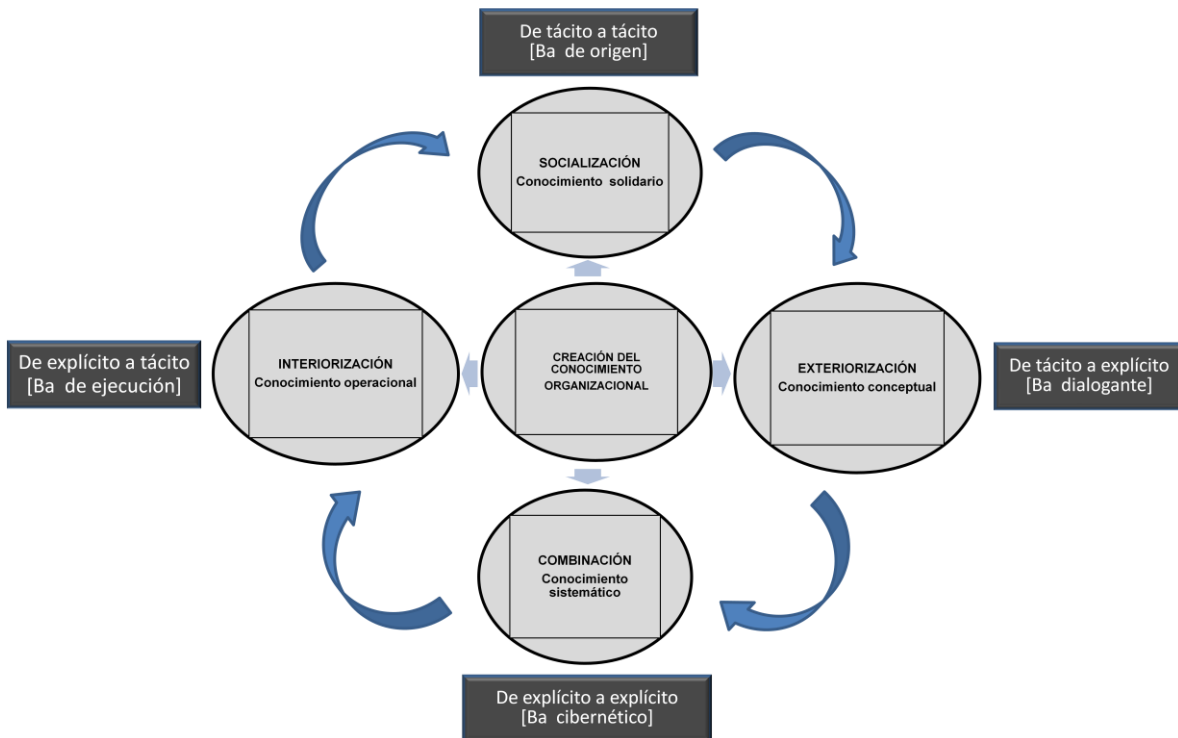 De tácito a tácito
[Ba de origen]
SOCIALIZACIÓN
Conocimiento solidario
De explícito a tácito
[Ba de ejecución]
INTERIORIZACIÓN
Conocimiento operacional
CREACIÓN DEL
CONOCIMIENTO
ORGANIZACIONAL
EXTERIORIZACIÓN
Conocimiento conceptual
De tácito a explícito
[Ba dialogante]
COMBINACIÓN
Conocimiento
sistemático
De explícito a explícito
[Ba cibernético]